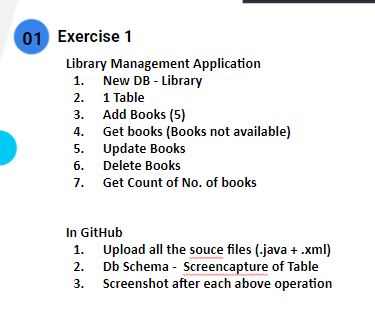 01 Exercise 1
Library Management Application
1. New DB - Library
2. 1 Table
3. Add Books (5)
4. Get books (Books not available)
5. Update Books
6. Delete Books
7. Get Count of No. of books
In GitHub
1. Upload all the souce files (.java + .xml)
2. Db Schema - Screencapture of Table
3. Screenshot after each above operation